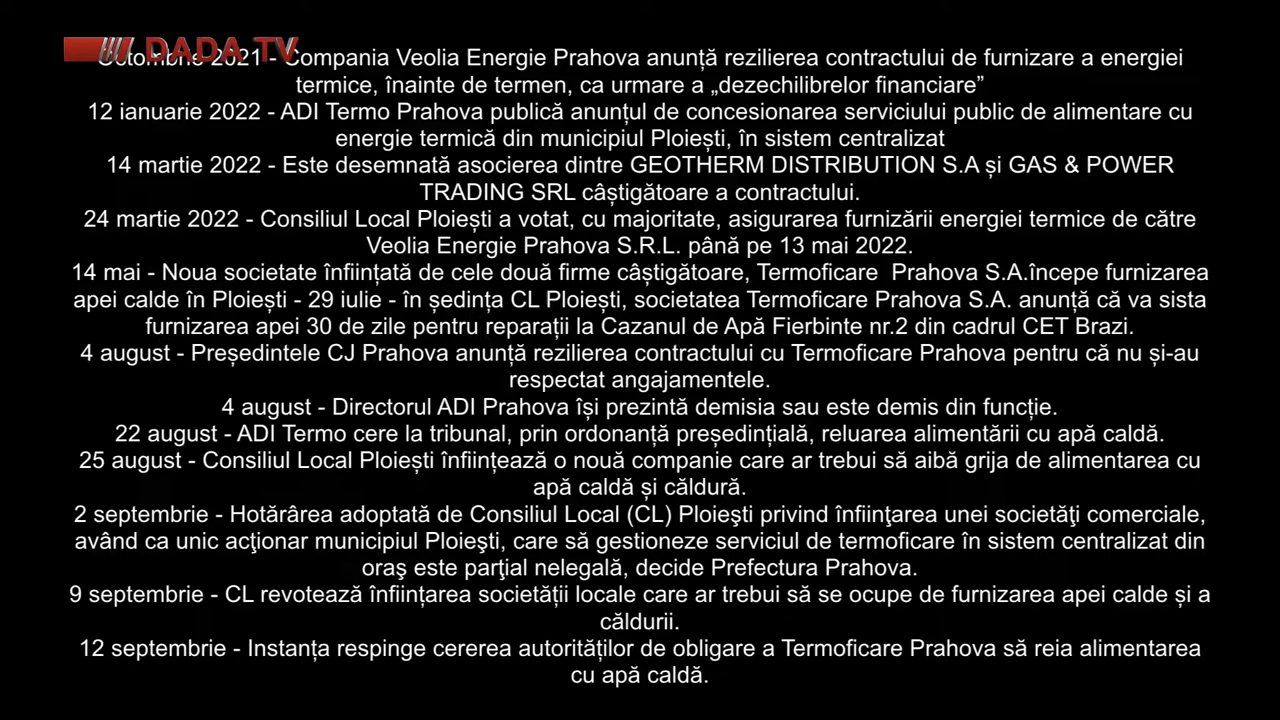 DADA TV
Octombrie 2021 - Compania Veolia Energie Prahova anunță rezilierea contractului de furnizare a energiei
termice, înainte de termen, ca urmare a „dezechilibrelor financiare”
12 ianuarie 2022 - ADI Termo Prahova publică anunțul de concesionarea serviciului public de alimentare cu
energie termică din municipiul Ploiești, în sistem centralizat
14 martie 2022 - Este desemnată asocierea dintre GEOTHERM DISTRIBUTION S.A și GAS & POWER
TRADING SRL câștigătoare a contractului.
24 martie 2022 - Consiliul Local Ploiești a votat, cu majoritate, asigurarea furnizării energiei termice de către
Veolia Energie Prahova S.R.L. până pe 13 mai 2022.
14 mai - Noua societate înființată de cele două firme câștigătoare, Termoficare  Prahova S.A.începe furnizarea
apei calde în Ploiești - 29 iulie - în ședința CL Ploiești, societatea Termoficare Prahova S.A. anunță că va sista
furnizarea apei 30 de zile pentru reparații la Cazanul de Apă Fierbinte nr.2 din cadrul CET Brazi.
4 august - Președintele CJ Prahova anunță rezilierea contractului cu Termoficare Prahova pentru că nu și-au
respectat angajamentele.
4 august - Directorul ADI Prahova își prezintă demisia sau este demis din funcție.
22 august - ADI Termo cere la tribunal, prin ordonanță președințială, reluarea alimentării cu apă caldă.
25 august - Consiliul Local Ploiești înființează o nouă companie care ar trebui să aibă grija de alimentarea cu
apă caldă și căldură.
2 septembrie - Hotărârea adoptată de Consiliul Local (CL) Ploieşti privind înfiinţarea unei societăţi comerciale,
având ca unic acţionar municipiul Ploieşti, care să gestioneze serviciul de termoficare în sistem centralizat din
oraş este parţial nelegală, decide Prefectura Prahova.
9 septembrie - CL revotează înființarea societății locale care ar trebui să se ocupe de furnizarea apei calde și a
căldurii.
12 septembrie - Instanța respinge cererea autorităților de obligare a Termoficare Prahova să reia alimentarea
cu apă caldă.